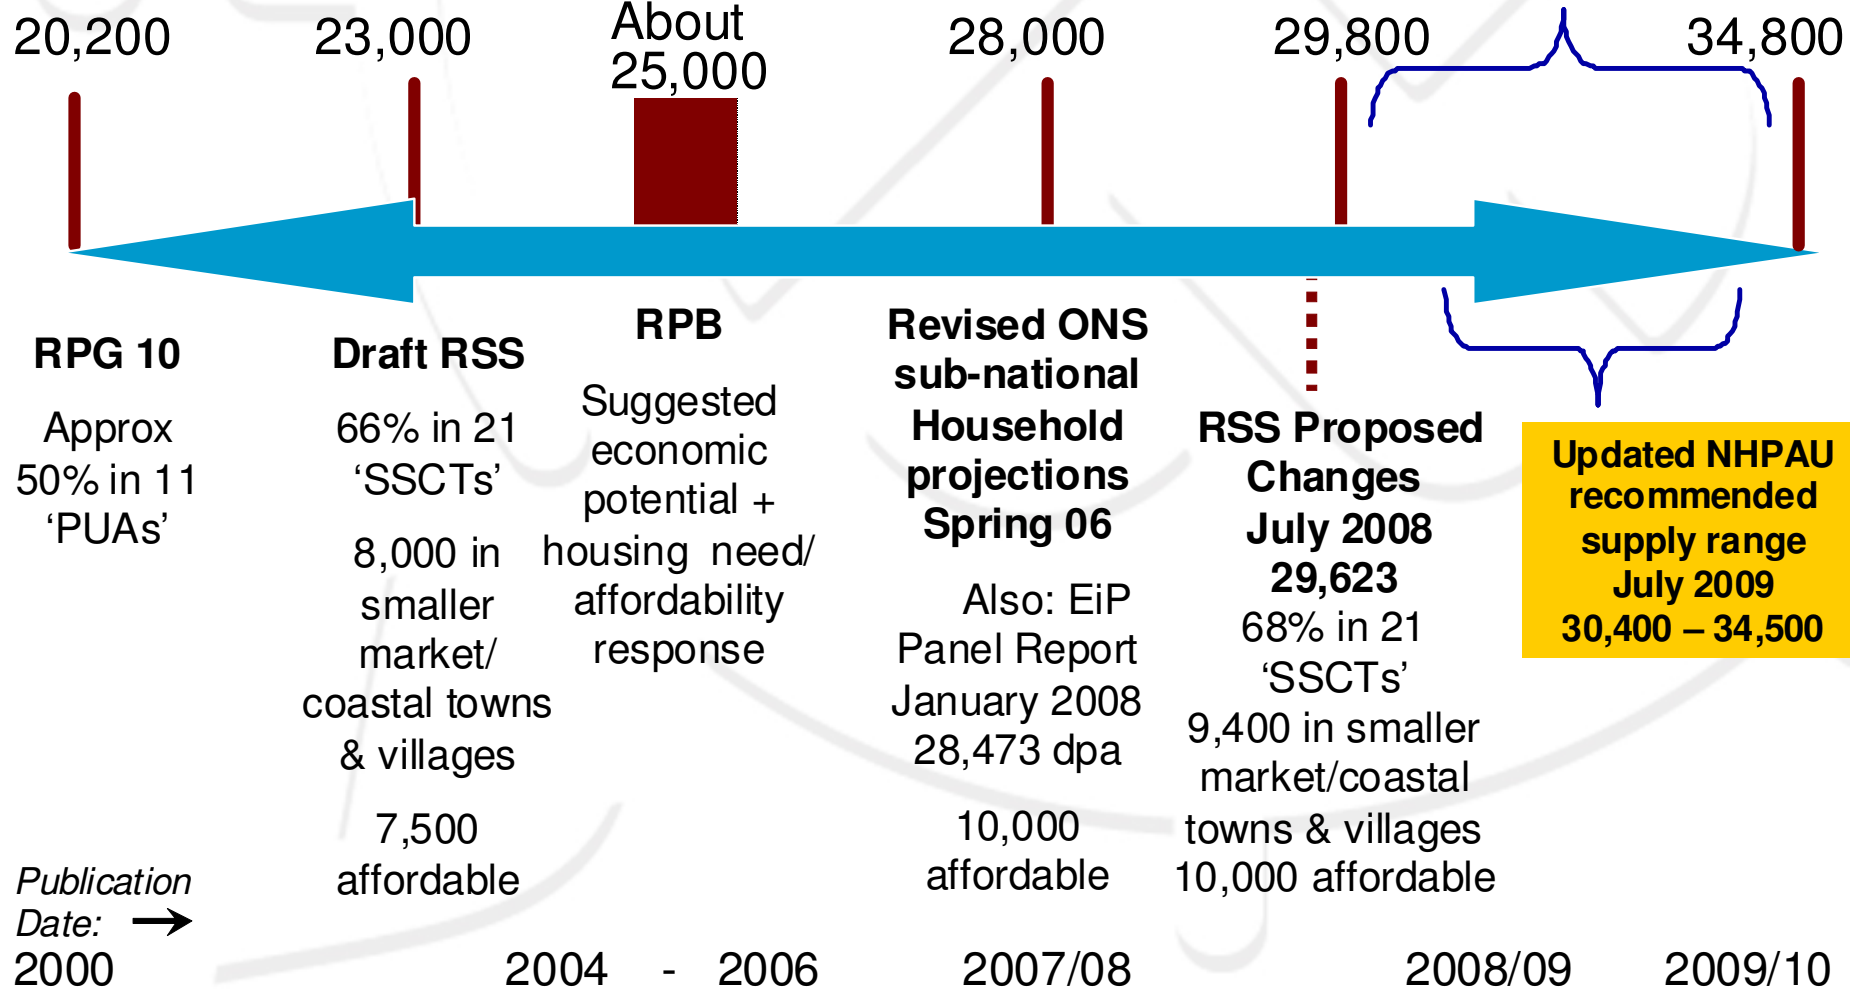 20,200
23,000
About
25,000
28,000
29,800
34,800
RPG 10
Approx
50% in 11
‘PUAs’
Draft RSS
66% in 21
‘SSCTs’
8,000 in
smaller
market/
coastal towns
& villages
7,500
affordable
RPB
Suggested
economic
potential +
housing need/
affordability
response
Revised ONS
sub-national
Household
projections
Spring 06
Also: EiP
Panel Report
January 2008
28,473 dpa
10,000
affordable
RSS Proposed
Changes
July 2008
29,623
68% in 21
‘SSCTs’
9,400 in smaller
market/coastal
towns & villages
10,000 affordable
Updated NHPAU
recommended
supply range
July 2009
30,400 – 34,500
Publication
Date:
2000
2004 - 2006
2007/08
2008/09
2009/10